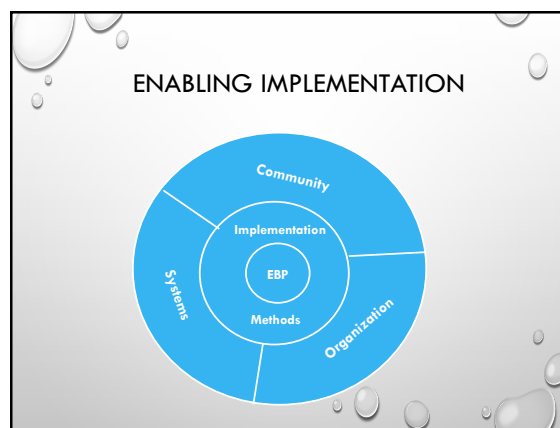 ENABLING IMPLEMENTATION
Community
Implementation
EBP
Systems
Methods
Organization